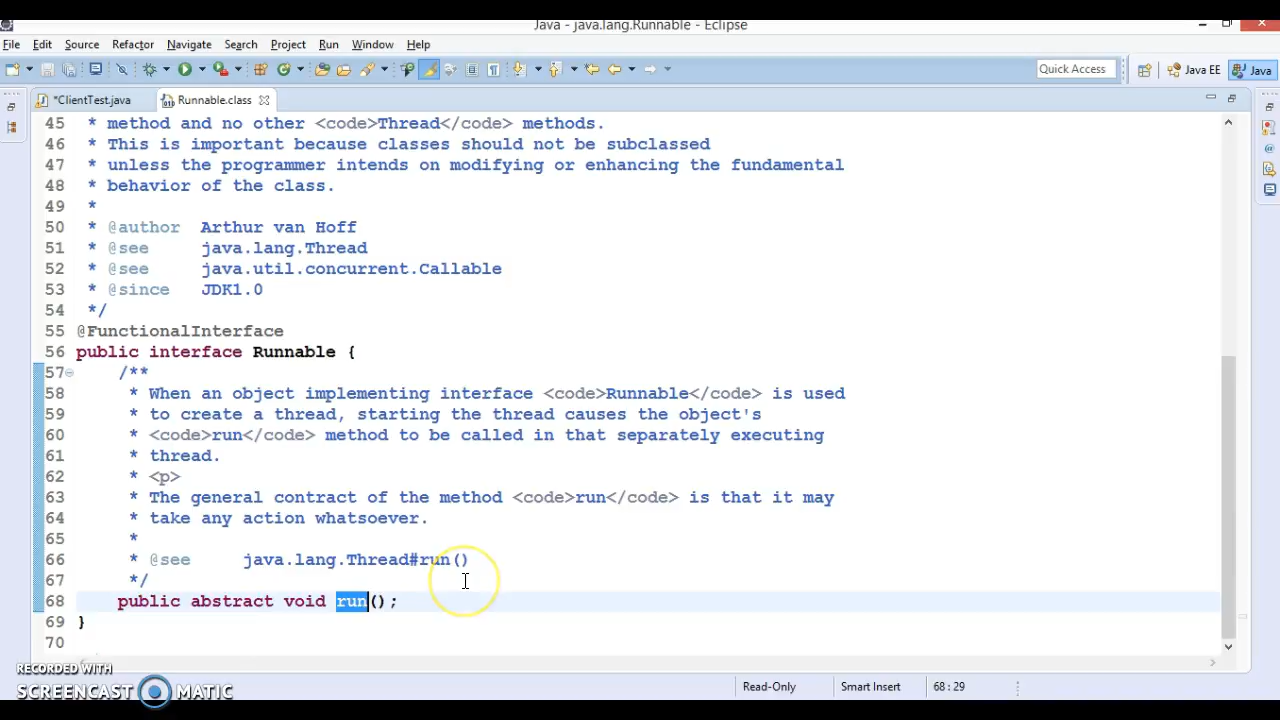 Java - java.lang.Runnable - Eclipse
File Edit Source Refactor Navigate Search Project Run Window Help
Quick Access Java EE Java
*ClientTest.java Runnable.class
45 * method and no other <code>Thread</code> methods.
46 * This is important because classes should not be subclassed
47 * unless the programmer intends on modifying or enhancing the fundamental
48 * behavior of the class.
49 *
50 * @author Arthur van Hoff
51 * @see java.lang.Thread
52 * @see java.util.concurrent.Callable
53 * @since JDK1.0
54 */
55 @FunctionalInterface
56 public interface Runnable {
57 /**
58 * When an object implementing interface <code>Runnable</code> is used
59 * to create a thread, starting the thread causes the object's
60 * <code>run</code> method to be called in that separately executing
61 * thread.
62 * <p>
63 * The general contract of the method <code>run</code> is that it may
64 * take any action whatsoever.
65 *
66 * @see java.lang.Thread#run()
67 */
68 public abstract void run();
69 }
70
RECORDED WITH
SCREENCAST MATIC
Read-Only Smart Insert 68 : 29